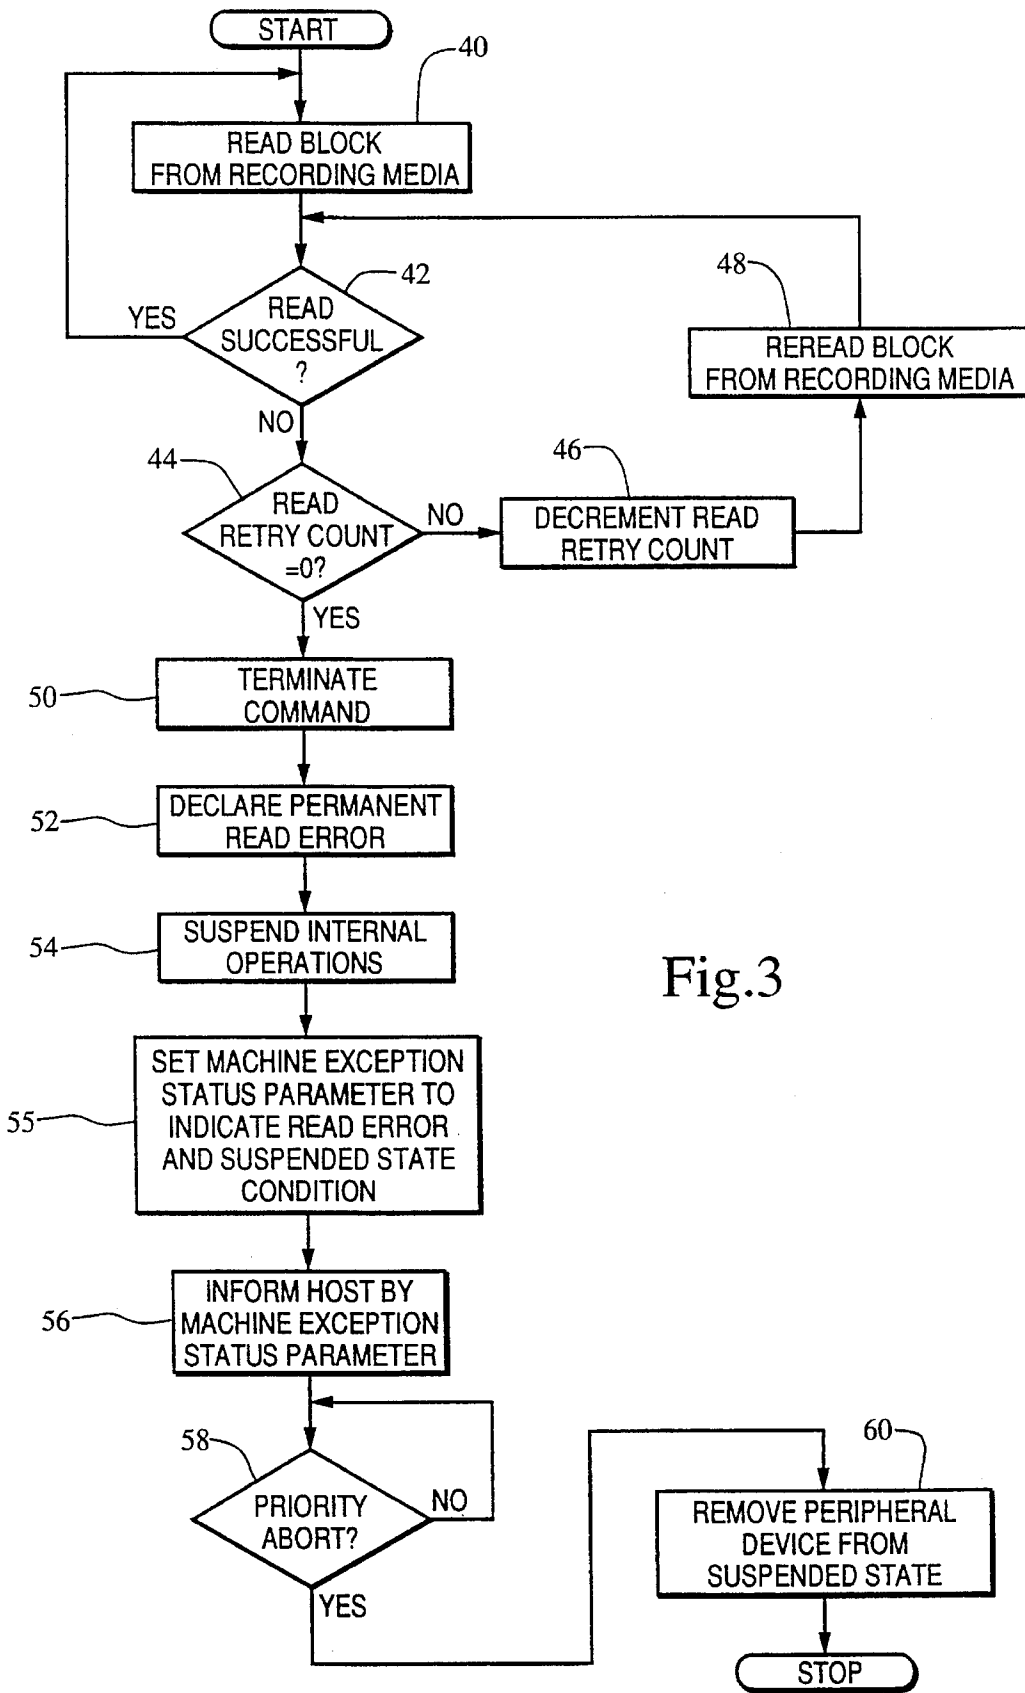 START
40
READ BLOCK
FROM RECORDING MEDIA
42
READ
SUCCESSFUL
?
YES
NO
48
REREAD BLOCK
FROM RECORDING MEDIA
44
READ
RETRY COUNT
=0?
NO
YES
46
DECREMENT READ
RETRY COUNT
50
TERMINATE
COMMAND
52
DECLARE PERMANENT
READ ERROR
54
SUSPEND INTERNAL
OPERATIONS
Fig.3
55
SET MACHINE EXCEPTION
STATUS PARAMETER TO
INDICATE READ ERROR
AND SUSPENDED STATE
CONDITION
56
INFORM HOST BY
MACHINE EXCEPTION
STATUS PARAMETER
58
PRIORITY
ABORT?
NO
YES
60
REMOVE PERIPHERAL
DEVICE FROM
SUSPENDED STATE
STOP